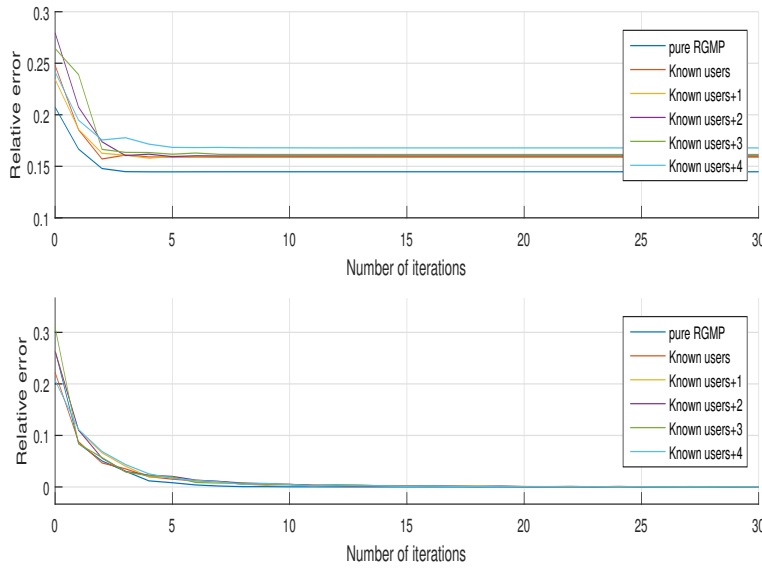 0.3
0.25
0.2
0.15
0.1
Relative error
0 5 10 15 20 25 30
Number of iterations
pure RGMP
Known users
Known users+1
Known users+2
Known users+3
Known users+4
0.3
0.2
0.1
0
Relative error
0 5 10 15 20 25 30
Number of iterations
pure RGMP
Known users
Known users+1
Known users+2
Known users+3
Known users+4